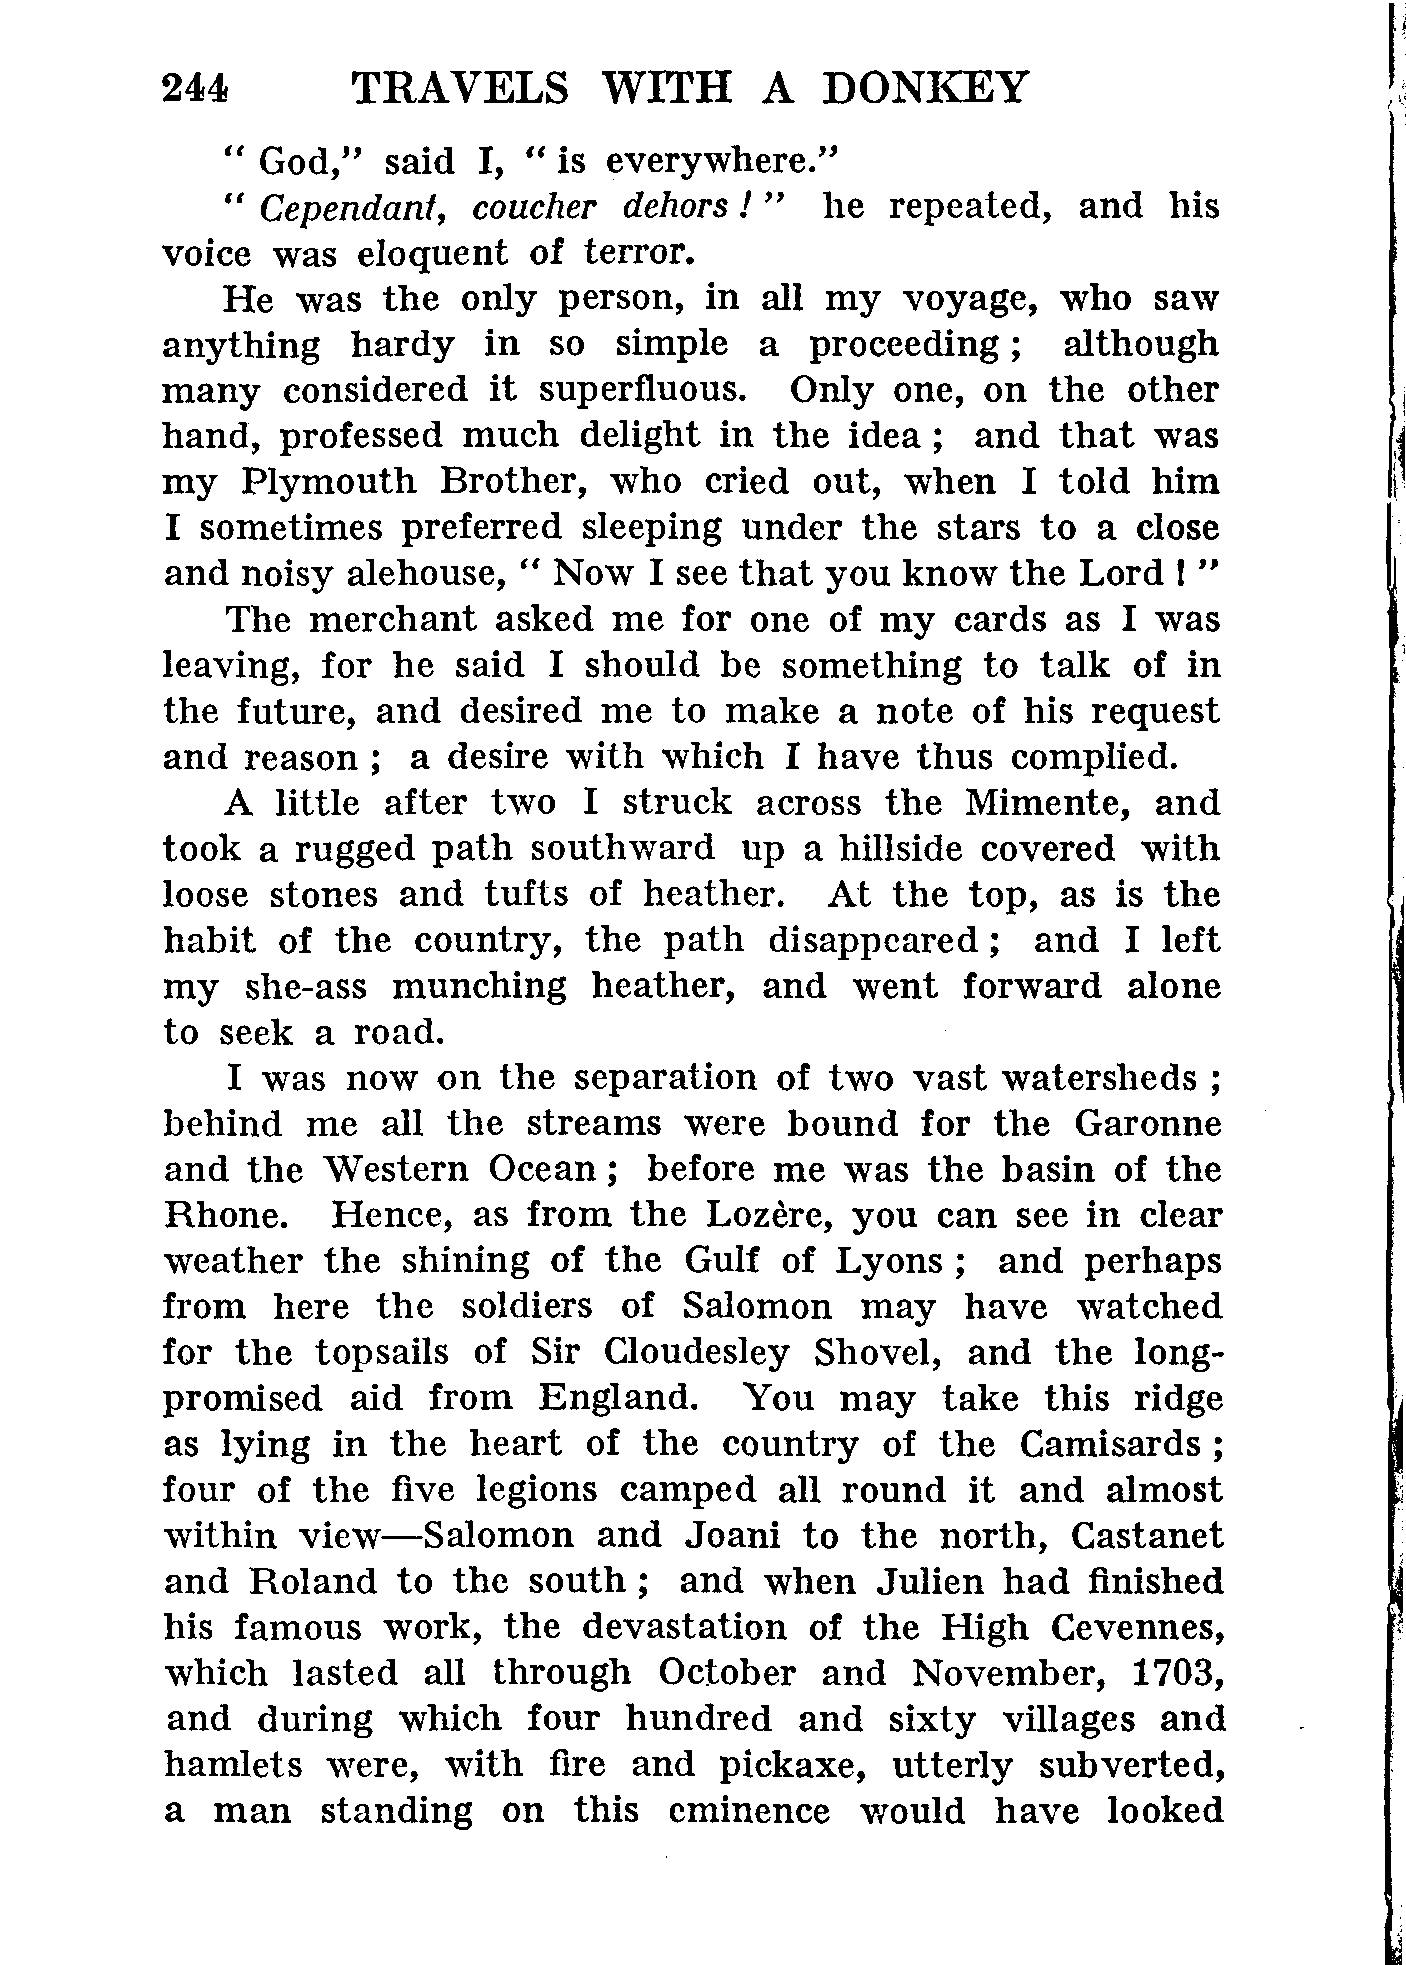 244 TRAVELS WITH A DONKEY
“ God,” said I, “ is everywhere.”
“ Cependant, coucher dehors ! ” he repeated, and his
voice was eloquent of terror.
He was the only person, in all my voyage, who saw
anything hardy in so simple a proceeding ; although
many considered it superfluous. Only one, on the other
hand, professed much delight in the idea ; and that was
my Plymouth Brother, who cried out, when I told him
I sometimes preferred sleeping under the stars to a close
and noisy alehouse, “ Now I see that you know the Lord ! ”
The merchant asked me for one of my cards as I was
leaving, for he said I should be something to talk of in
the future, and desired me to make a note of his request
and reason ; a desire with which I have thus complied.
A little after two I struck across the Mimente, and
took a rugged path southward up a hillside covered with
loose stones and tufts of heather. At the top, as is the
habit of the country, the path disappeared ; and I left
my she-ass munching heather, and went forward alone
to seek a road.
I was now on the separation of two vast watersheds ;
behind me all the streams were bound for the Garonne
and the Western Ocean ; before me was the basin of the
Rhone. Hence, as from the Lozère, you can see in clear
weather the shining of the Gulf of Lyons ; and perhaps
from here the soldiers of Salomon may have watched
for the topsails of Sir Cloudesley Shovel, and the long-
promised aid from England. You may take this ridge
as lying in the heart of the country of the Camisards ;
four of the five legions camped all round it and almost
within view—Salomon and Joani to the north, Castanet
and Roland to the south ; and when Julien had finished
his famous work, the devastation of the High Cevennes,
which lasted all through October and November, 1703,
and during which four hundred and sixty villages and
hamlets were, with fire and pickaxe, utterly subverted,
a man standing on this eminence would have looked